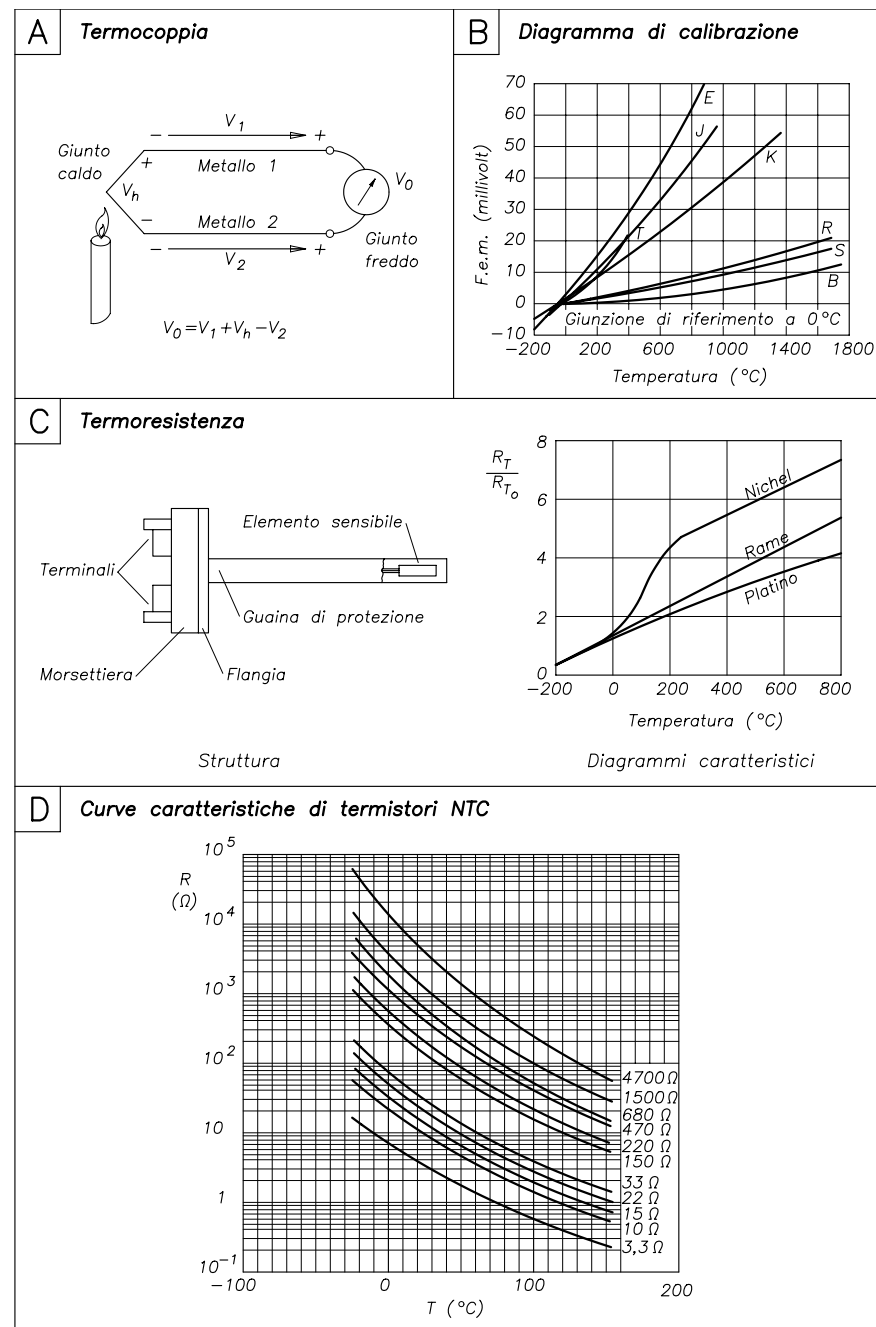 A Termocoppia
V1
− +
Giunto caldo
+
Metallo 1
Vh
V0
−
Metallo 2
− +
V2
Giunto freddo
V0=V1+Vh−V2
B Diagramma di calibrazione
F.e.m. (millivolt)
70
60
50
40
30
20
10
0
−10
E
J
K
T
R
S
B
Giunzione di riferimento a 0°C
−200 200 600 1000 1400 1800
Temperatura (°C)
C Termoresistenza
Elemento sensibile
Terminali
Guaina di protezione
Morsettiera
Flangia
Struttura
RT
RT0
8
6
4
2
0
Nichel
Rame
Platino
−200 0 200 400 600 800
Temperatura (°C)
Diagrammi caratteristici
D Curve caratteristiche di termistori NTC
R
(Ω)
10^5
10^4
10^3
10^2
10
1
10^−1
4700 Ω
1500 Ω
680 Ω
470 Ω
220 Ω
150 Ω
33 Ω
22 Ω
15 Ω
10 Ω
3,3 Ω
−100 0 100 200
T (°C)